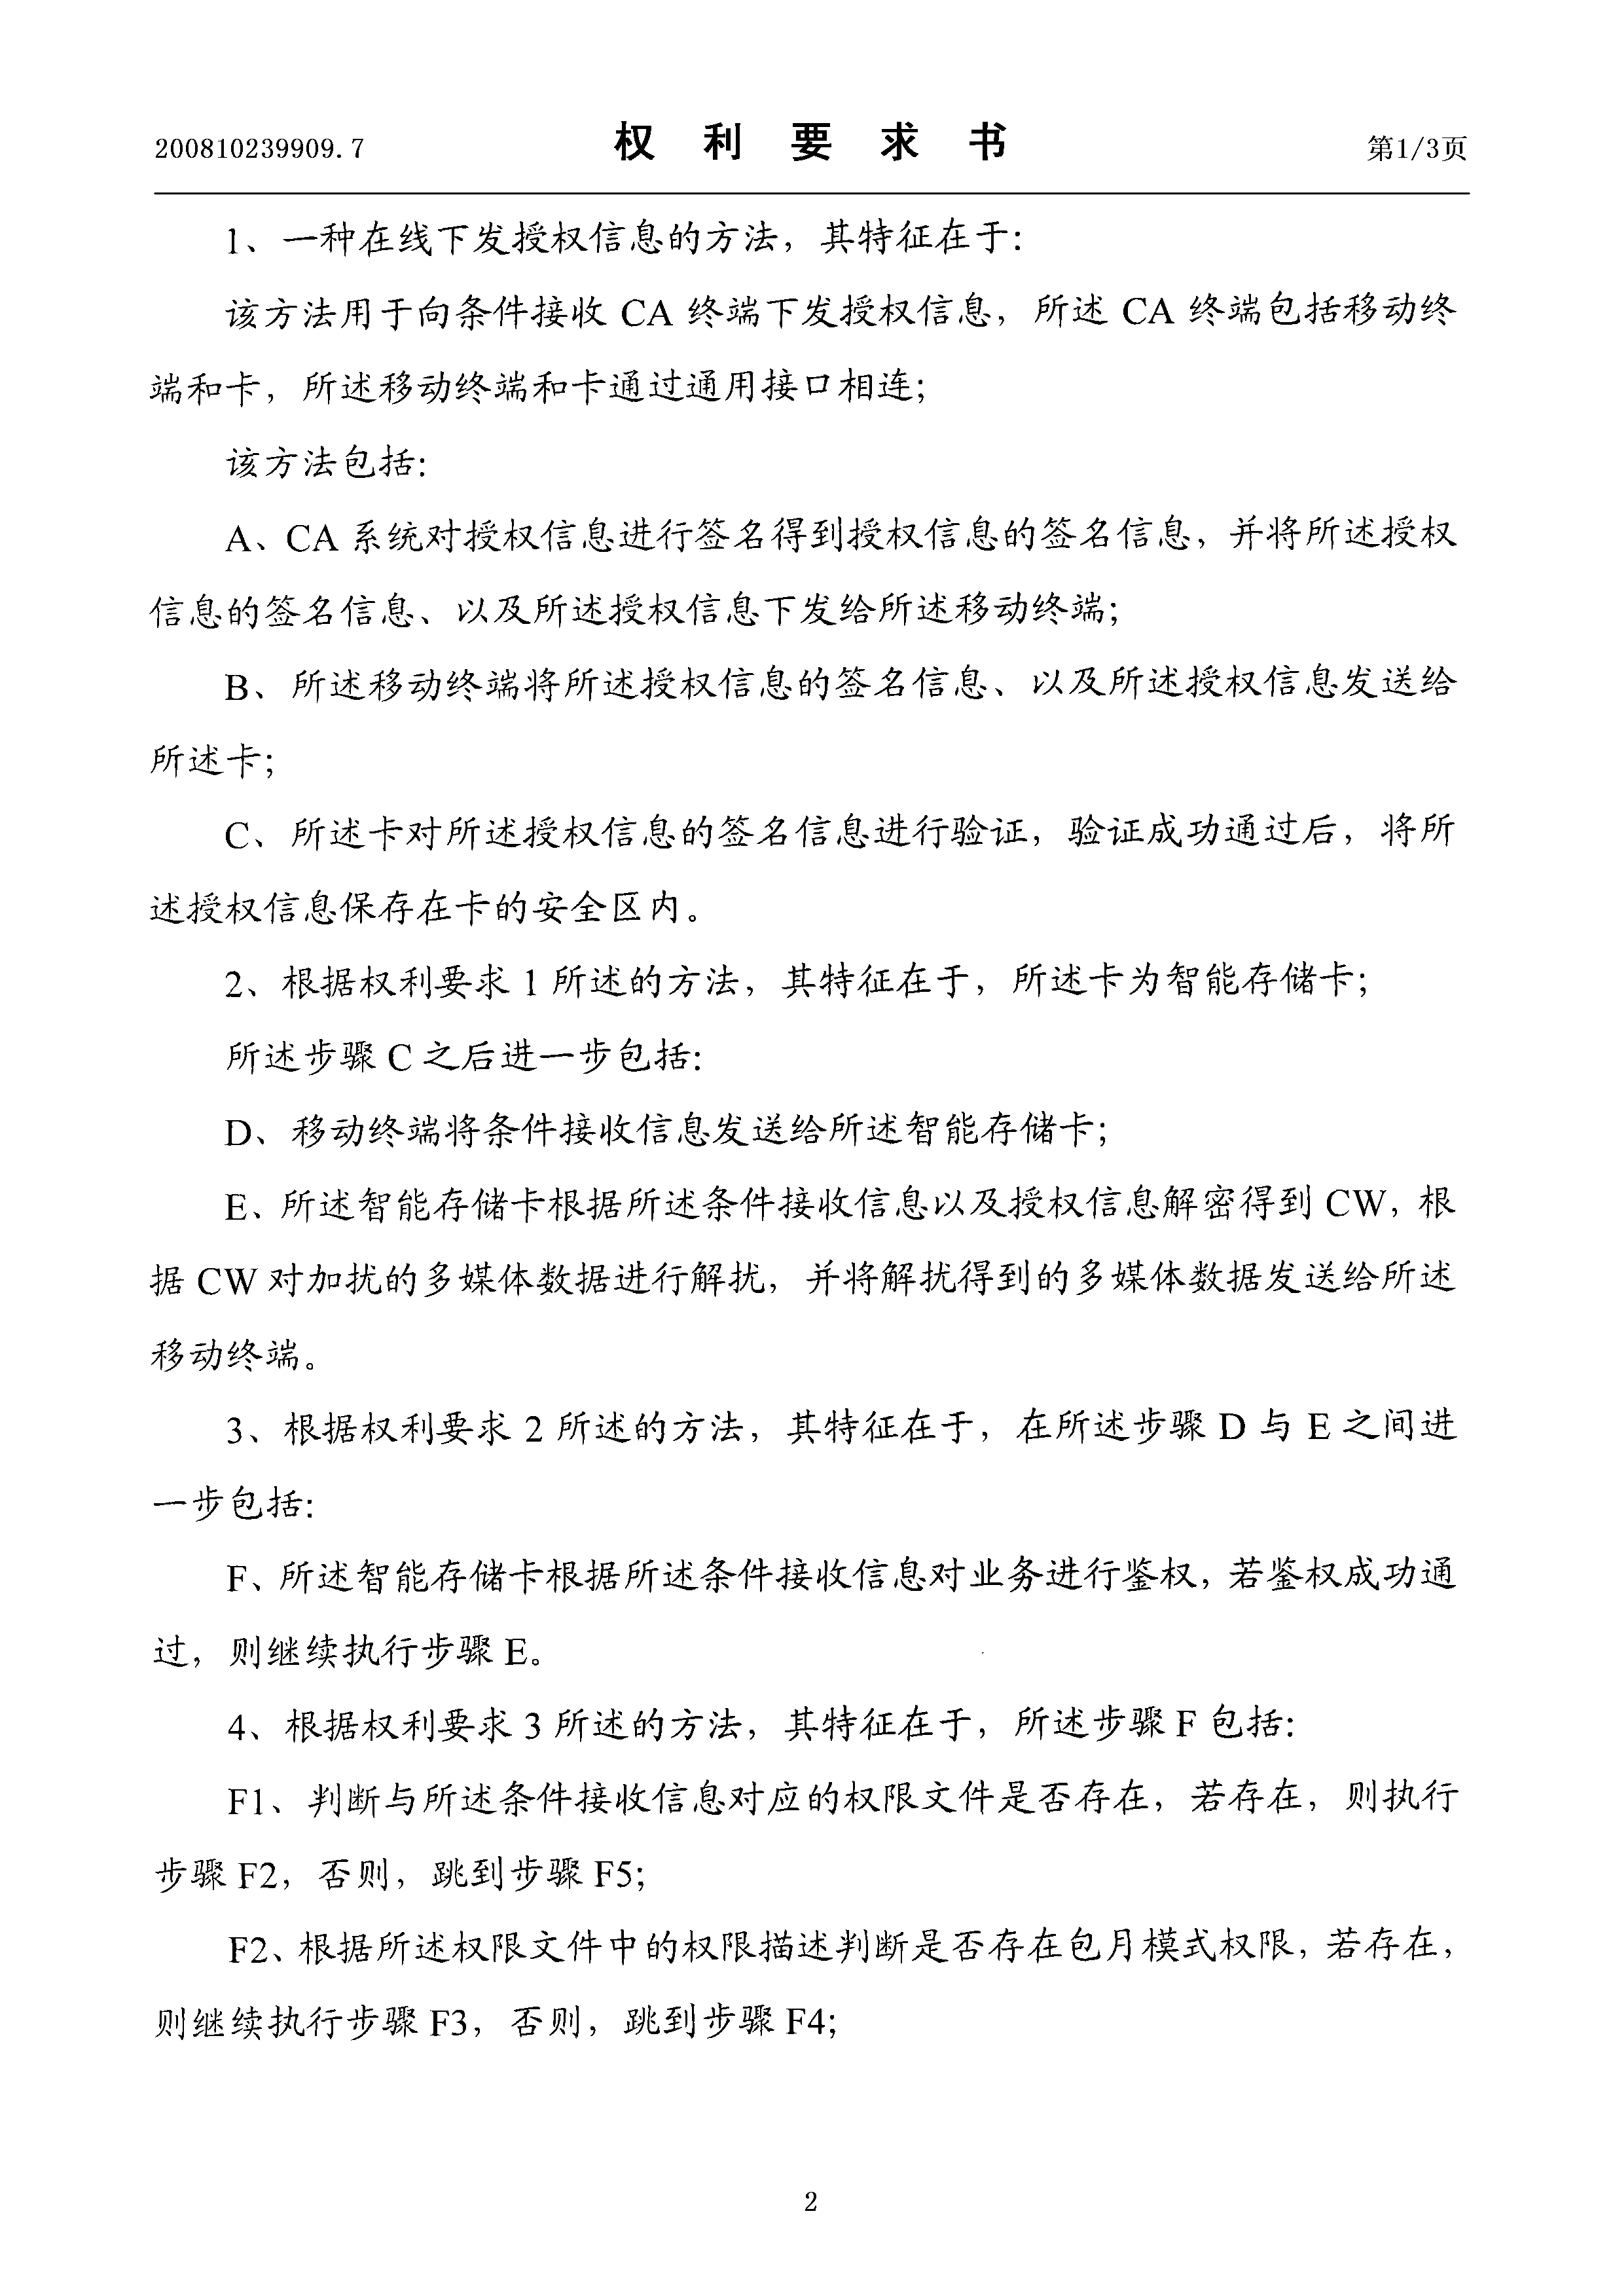 200810239909.7 权利要求书 第1/3页
1、一种在线下发授权信息的方法，其特征在于：
该方法用于向条件接收 CA 终端下发授权信息，所述 CA 终端包括移动终
端和卡，所述移动终端和卡通过通用接口相连；
该方法包括：
A、CA 系统对授权信息进行签名得到授权信息的签名信息，并将所述授权
信息的签名信息、以及所述授权信息下发给所述移动终端；
B、所述移动终端将所述授权信息的签名信息、以及所述授权信息发送给
所述卡；
C、所述卡对所述授权信息的签名信息进行验证，验证成功通过后，将所
述授权信息保存在卡的安全区内。
2、根据权利要求 1 所述的方法，其特征在于，所述卡为智能存储卡；
所述步骤 C 之后进一步包括：
D、移动终端将条件接收信息发送给所述智能存储卡；
E、所述智能存储卡根据所述条件接收信息以及授权信息解密得到 CW，根
据 CW 对加扰的多媒体数据进行解扰，并将解扰得到的多媒体数据发送给所述
移动终端。
3、根据权利要求 2 所述的方法，其特征在于，在所述步骤 D 与 E 之间进
一步包括：
F、所述智能存储卡根据所述条件接收信息对业务进行鉴权，若鉴权成功通
过，则继续执行步骤 E。
4、根据权利要求 3 所述的方法，其特征在于，所述步骤 F 包括：
F1、判断与所述条件接收信息对应的权限文件是否存在，若存在，则执行
步骤 F2，否则，跳到步骤 F5；
F2、根据所述权限文件中的权限描述判断是否存在包月模式权限，若存在，
则继续执行步骤 F3，否则，跳到步骤 F4；
2